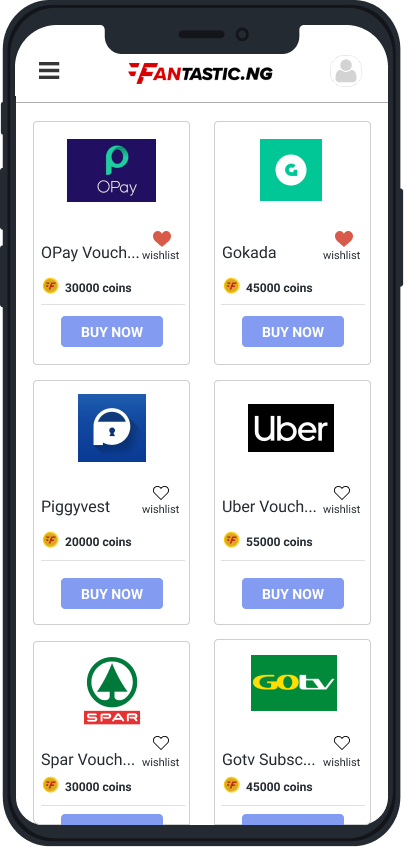 FANTASTIC.NG
OPay
OPay Vouch...
wishlist
30000 coins
BUY NOW
G
Gokada
wishlist
45000 coins
BUY NOW
Piggyvest
wishlist
20000 coins
BUY NOW
Uber
Uber Vouch...
wishlist
55000 coins
BUY NOW
SPAR
Spar Vouch...
wishlist
30000 coins
GOtv
Gotv Subsc...
wishlist
45000 coins